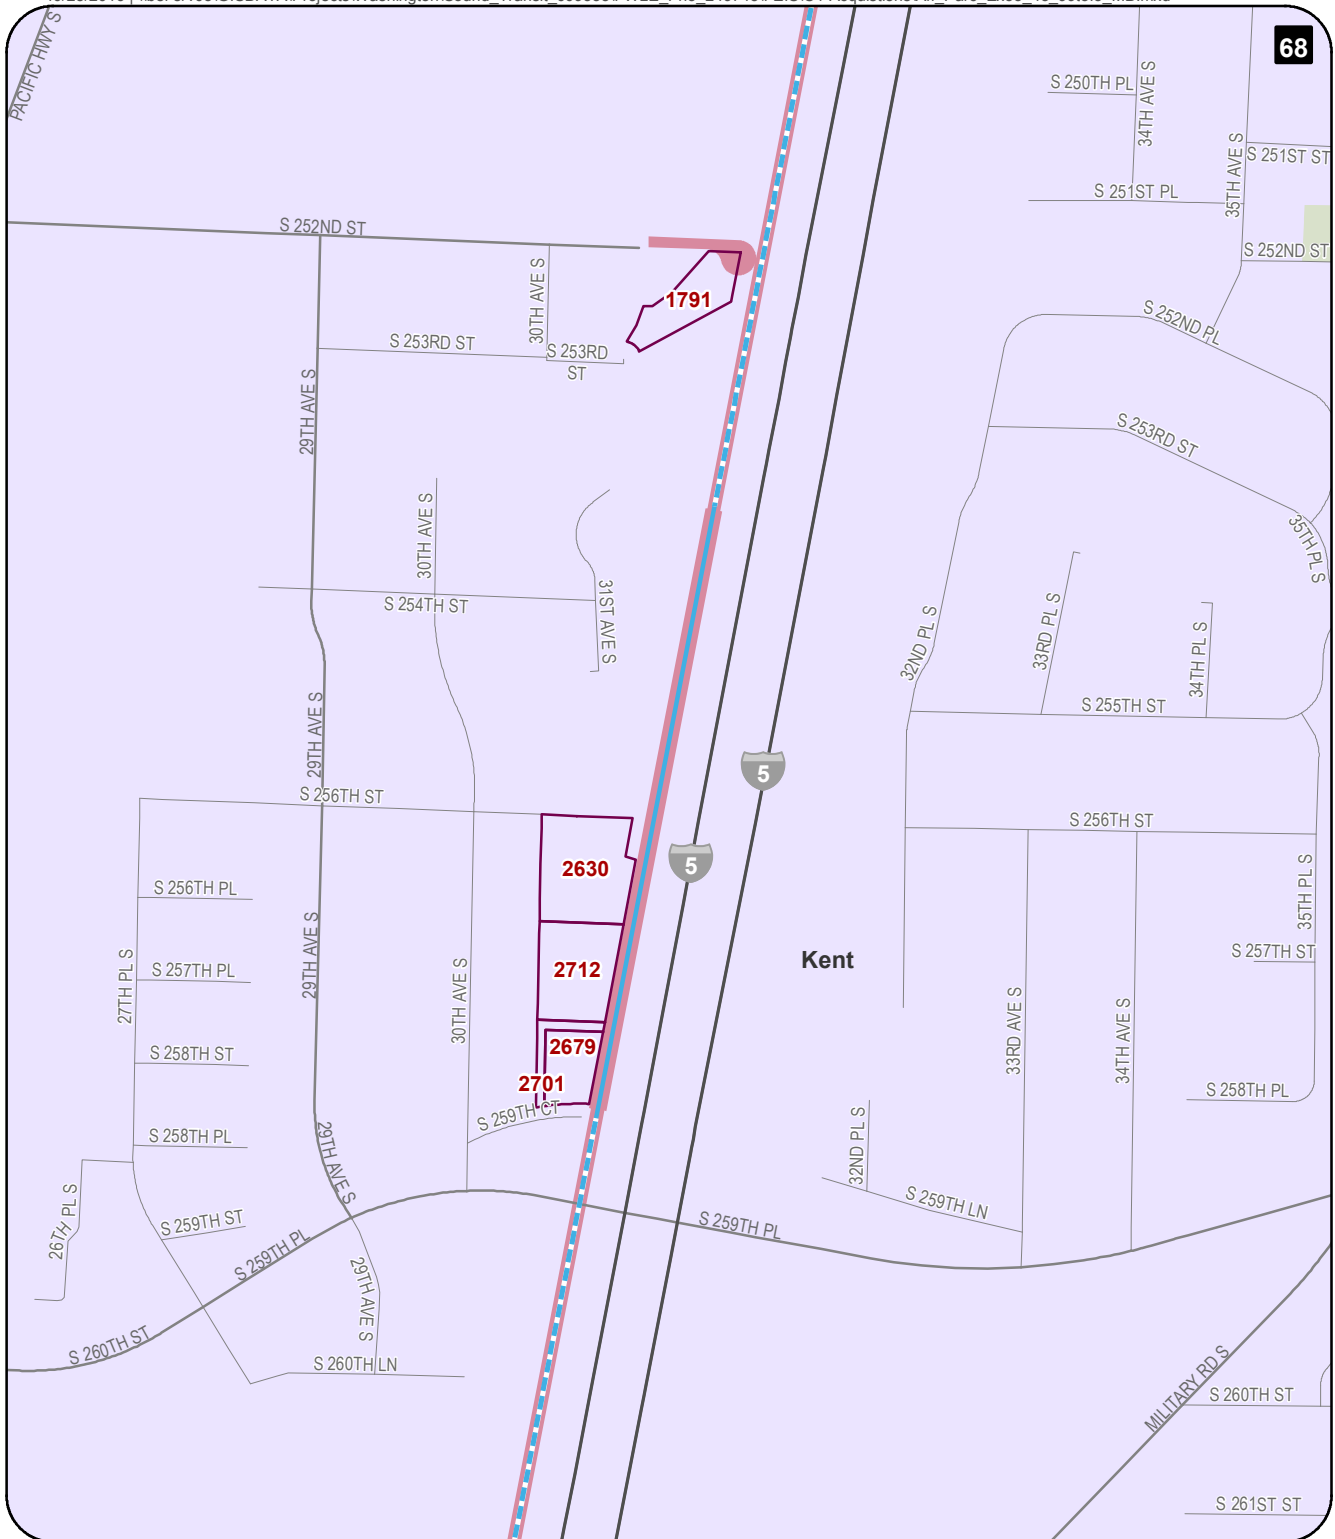 68
PACIFIC HWY S
S 250TH PL
34TH AVE S
35TH AVE S
S 251ST ST
S 251ST PL
S 252ND ST
S 252ND ST
30TH AVE S
1791
S 253RD ST
S 253RD
ST
S 252ND PL
29TH AVE S
S 253RD ST
35TH PL S
30TH AVE S
S 254TH ST
31ST AVE S
32ND PL S
33RD PL S
34TH PL S
S 255TH ST
29TH AVE S
5
S 256TH ST
S 256TH ST
5
2630
S 256TH PL
35TH PL S
29TH AVE S
27TH PL S
S 257TH PL
30TH AVE S
2712
Kent
S 257TH ST
33RD AVE S
34TH AVE S
S 258TH ST
2679
2701
S 258TH PL
S 259TH CT
S 258TH PL
29TH AVE S
32ND PL S
26TH PL S
S 259TH ST
S 259TH PL
S 259TH LN
S 259TH PL
29TH AVE S
S 260TH ST
S 260TH LN
MILITARY RD S
S 260TH ST
S 261ST ST